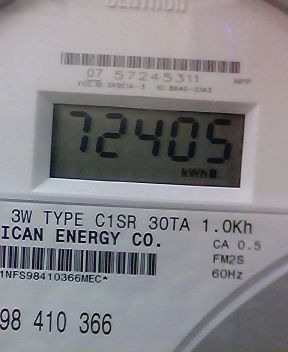 CENTRON
07 57245311
72405
kWh
3W TYPE C1SR 30TA 1.0Kh
ICAN ENERGY CO.
CA 0.5
FM2S
60Hz
1NFS98410366MEC*
98 410 366